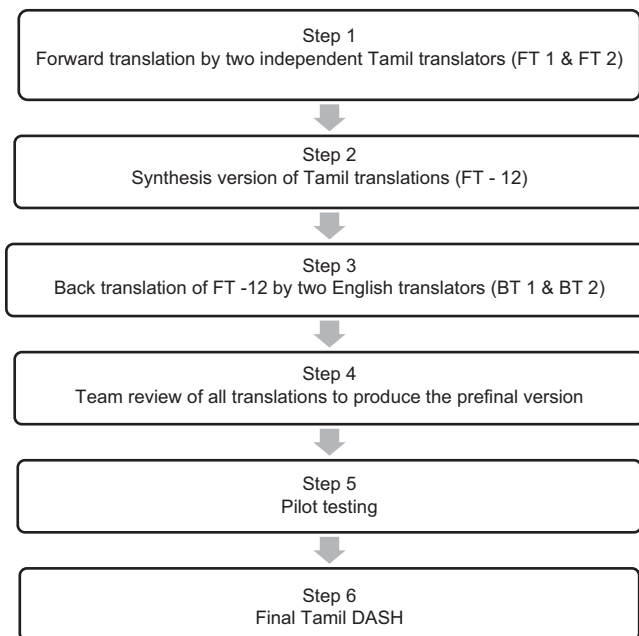 Step 1
Forward translation by two independent Tamil translators (FT 1 & FT 2)
Step 2
Synthesis version of Tamil translations (FT - 12)
Step 3
Back translation of FT -12 by two English translators (BT 1 & BT 2)
Step 4
Team review of all translations to produce the prefinal version
Step 5
Pilot testing
Step 6
Final Tamil DASH